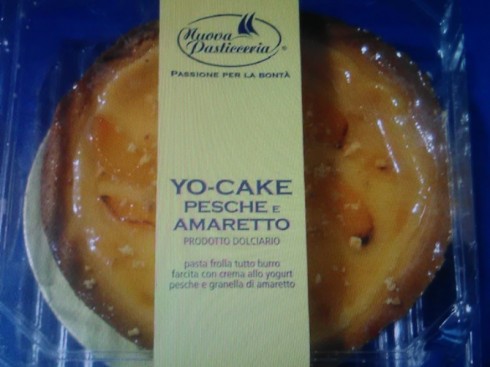 Nuova
Pasticceria ®
PASSIONE PER LA BONTÀ
YO-CAKE
PESCHE E
AMARETTO
PRODOTTO DOLCIARIO
pasta frolla tutto burro
farcita con crema allo yogurt
pesche e granella di amaretto